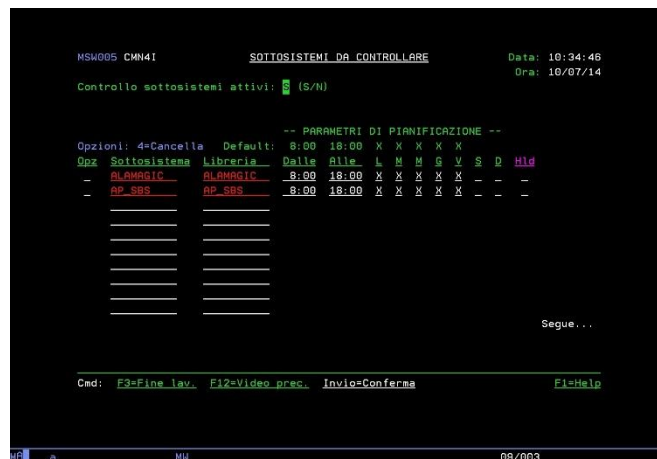 MSW005 CMN4I SOTTOSISTEMI DA CONTROLLARE Data: 10:34:46
Ora: 10/07/14
Controllo sottosistemi attivi: S (S/N)
-- PARAMETRI DI PIANIFICAZIONE --
Opzioni: 4=Cancella Default: 8:00 18:00 X X X X X
Opz Sottosistema Libreria Dalle Alle L M M G V S D Hld
_ ALAMAGIC ALAMAGIC 8:00 18:00 X X X X X _ _ _
_ AP_SBS AP_SBS 8:00 18:00 X X X X X _ _ _
Segue...
Cmd: F3=Fine lav. F12=Video prec. Invio=Conferma F1=Help
MA a MW 09/003